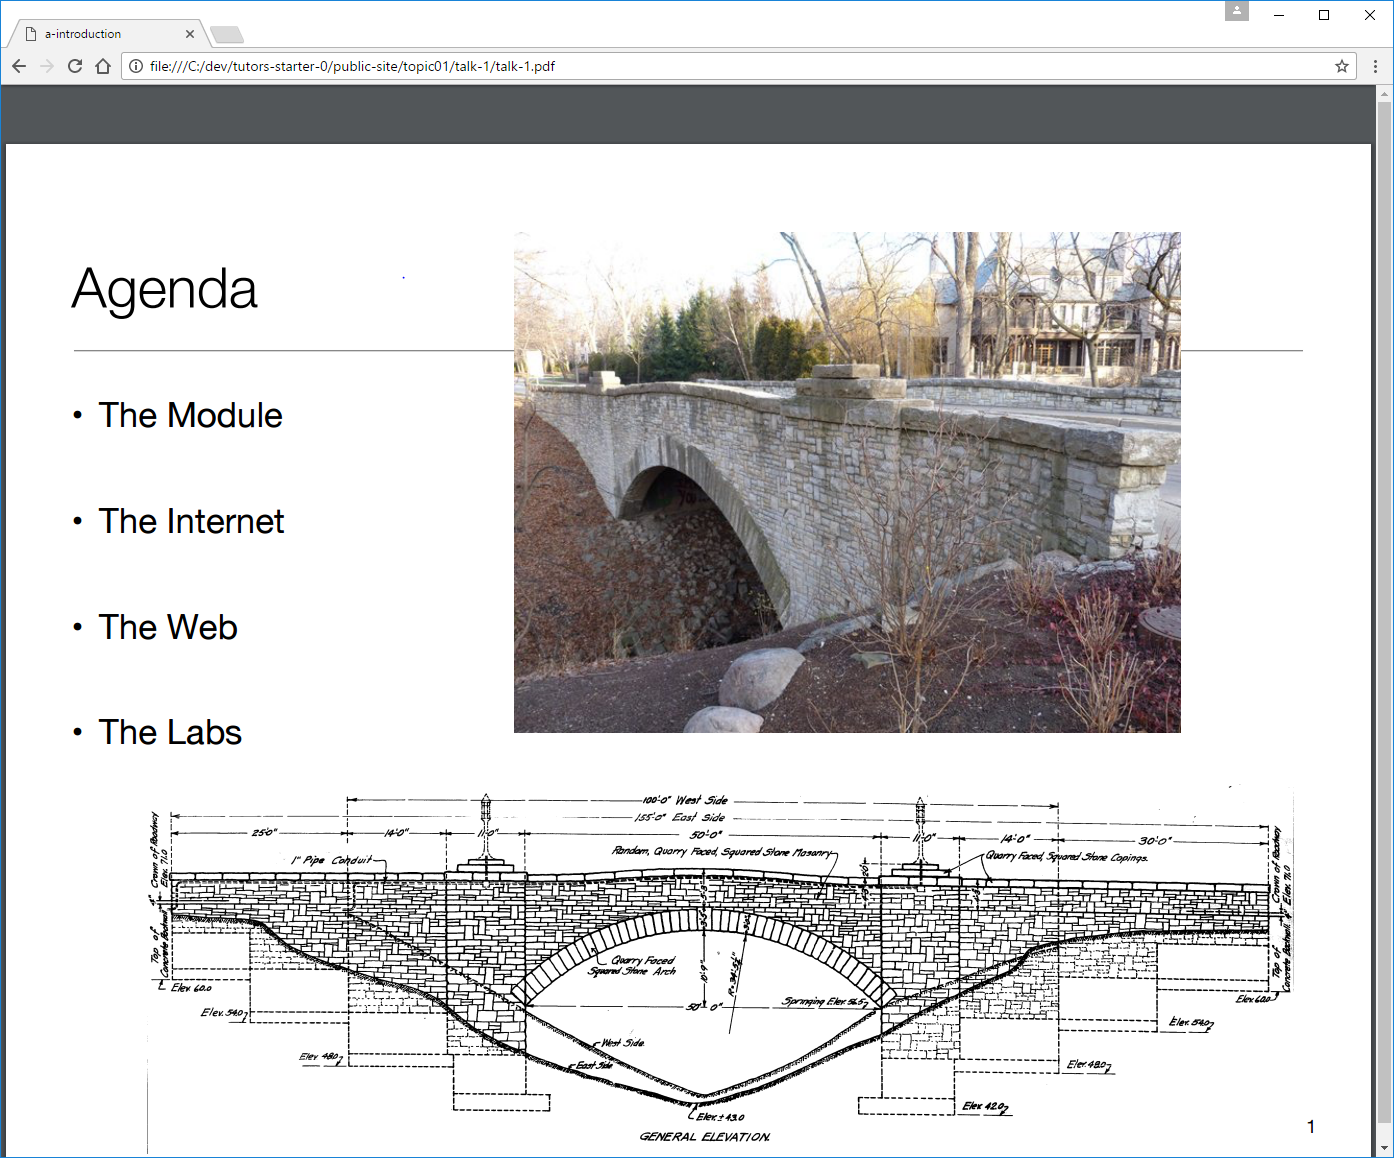 a-introduction
file:///C:/dev/tutors-starter-0/public-site/topic01/talk-1/talk-1.pdf
Agenda
• The Module
• The Internet
• The Web
• The Labs
100'-0" West Side
155'-0" East Side
25'-0" 14'-0" 11'-0" 50'-0" 11'-0" 14'-0" 30'-0"
1" Pipe Conduit
Random, Quarry Faced, Squared Stone Masonry
Quarry Faced, Squared Stone Copings.
Crown of Roadway
Elev. 71.0
Top of
Concrete Roadwall
Quarry Faced
Squared Stone Arch
50'-0"
Springing Elev. 56.5
Crown of Roadway
Elev. 71.0
Top of
Concrete Roadwall
Elev. 60.0
Elev. 60.0
Elev. 54.0
Elev. 54.0
West Side
East Side
Elev. 48.0
Elev. 48.0
Elev. 42.0
Elev. ± 43.0
GENERAL ELEVATION.
1